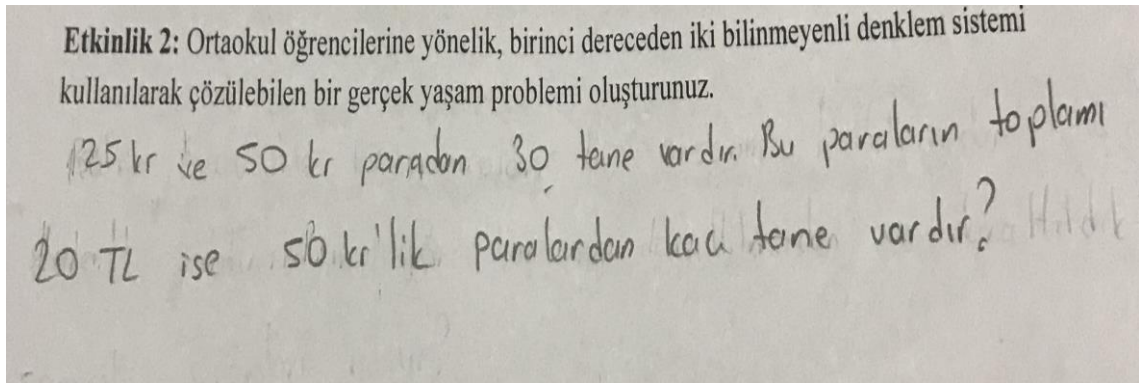 Etkinlik 2: Ortaokul öğrencilerine yönelik, birinci dereceden iki bilinmeyenli denklem sistemi
kullanılarak çözülebilen bir gerçek yaşam problemi oluşturunuz.
25 kr ve 50 kr paradan 30 tane vardır. Bu paraların toplamı
20 TL ise 50 kr'lik paralardan kaç tane vardır?